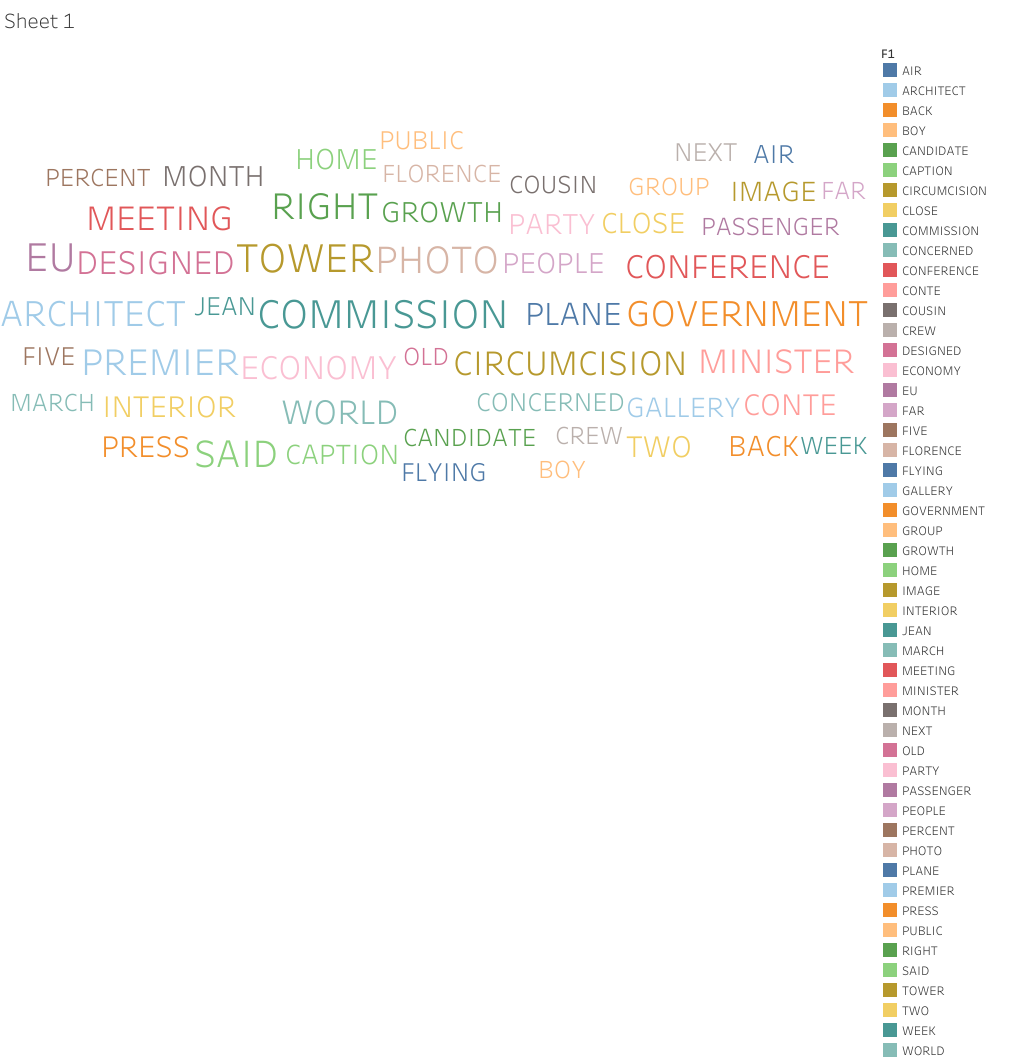 Sheet 1
PUBLIC
HOME
NEXT AIR
PERCENT MONTH
FLORENCE
COUSIN
GROUP
IMAGE FAR
MEETING
RIGHT GROWTH
PARTY CLOSE
PASSENGER
EU DESIGNED TOWER PHOTO PEOPLE CONFERENCE
ARCHITECT JEAN COMMISSION PLANE GOVERNMENT
FIVE PREMIER ECONOMY OLD CIRCUMCISION MINISTER
MARCH INTERIOR WORLD CONCERNED GALLERY CONTE
PRESS SAID CAPTION CANDIDATE CREW TWO BACK WEEK
FLYING BOY
F1
AIR
ARCHITECT
BACK
BOY
CANDIDATE
CAPTION
CIRCUMCISION
CLOSE
COMMISSION
CONCERNED
CONFERENCE
CONTE
COUSIN
CREW
DESIGNED
ECONOMY
EU
FAR
FIVE
FLORENCE
FLYING
GALLERY
GOVERNMENT
GROUP
GROWTH
HOME
IMAGE
INTERIOR
JEAN
MARCH
MEETING
MINISTER
MONTH
NEXT
OLD
PARTY
PASSENGER
PEOPLE
PERCENT
PHOTO
PLANE
PREMIER
PRESS
PUBLIC
RIGHT
SAID
TOWER
TWO
WEEK
WORLD